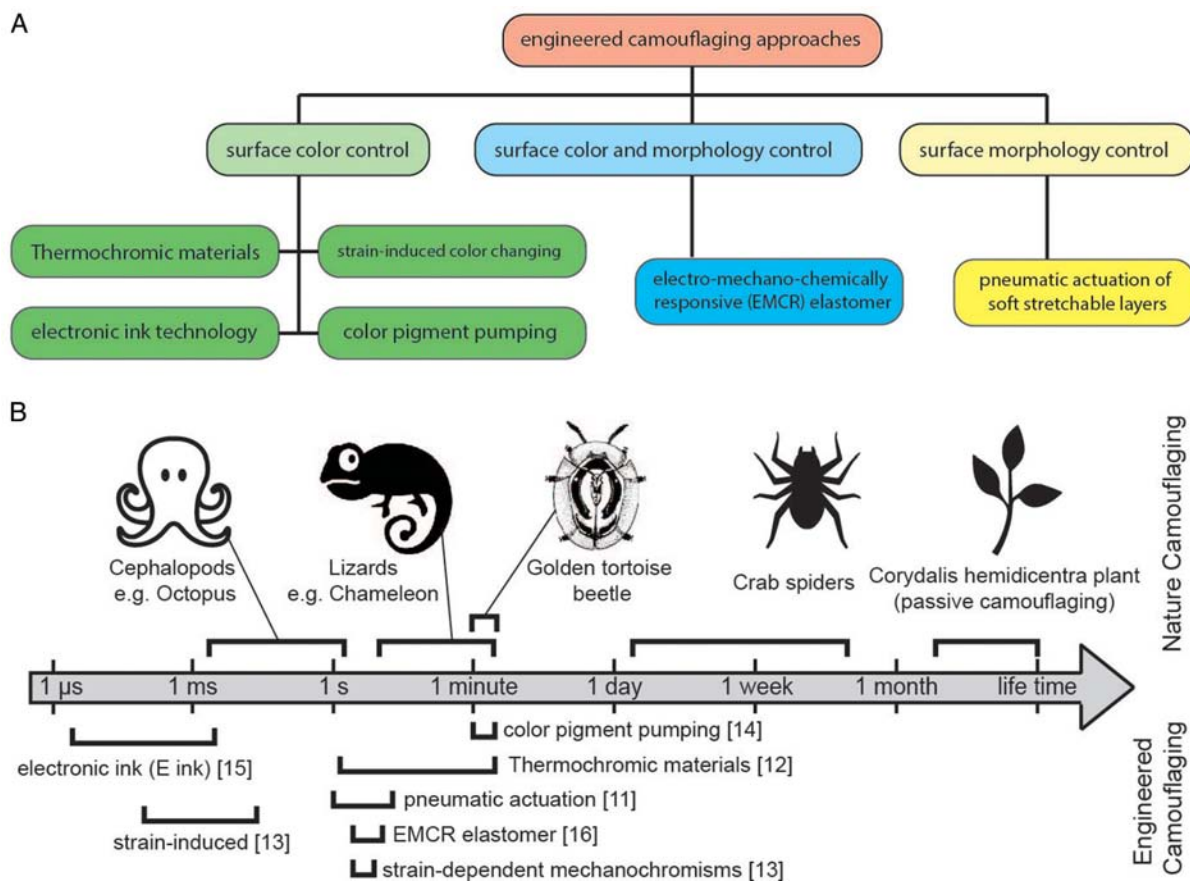 A
engineered camouflaging approaches
surface color control
surface color and morphology control
surface morphology control
Thermochromic materials
strain-induced color changing
electro-mechano-chemically
responsive (EMCR) elastomer
pneumatic actuation of
soft stretchable layers
electronic ink technology
color pigment pumping
B
Nature Camouflaging
Cephalopods
e.g. Octopus
Lizards
e.g. Chameleon
Golden tortoise
beetle
Crab spiders
Corydalis hemidicentra plant
(passive camouflaging)
1 μs 1 ms 1 s 1 minute 1 day 1 week 1 month life time
Engineered
Camouflaging
color pigment pumping [14]
electronic ink (E ink) [15]
Thermochromic materials [12]
pneumatic actuation [11]
strain-induced [13]
EMCR elastomer [16]
strain-dependent mechanochromisms [13]